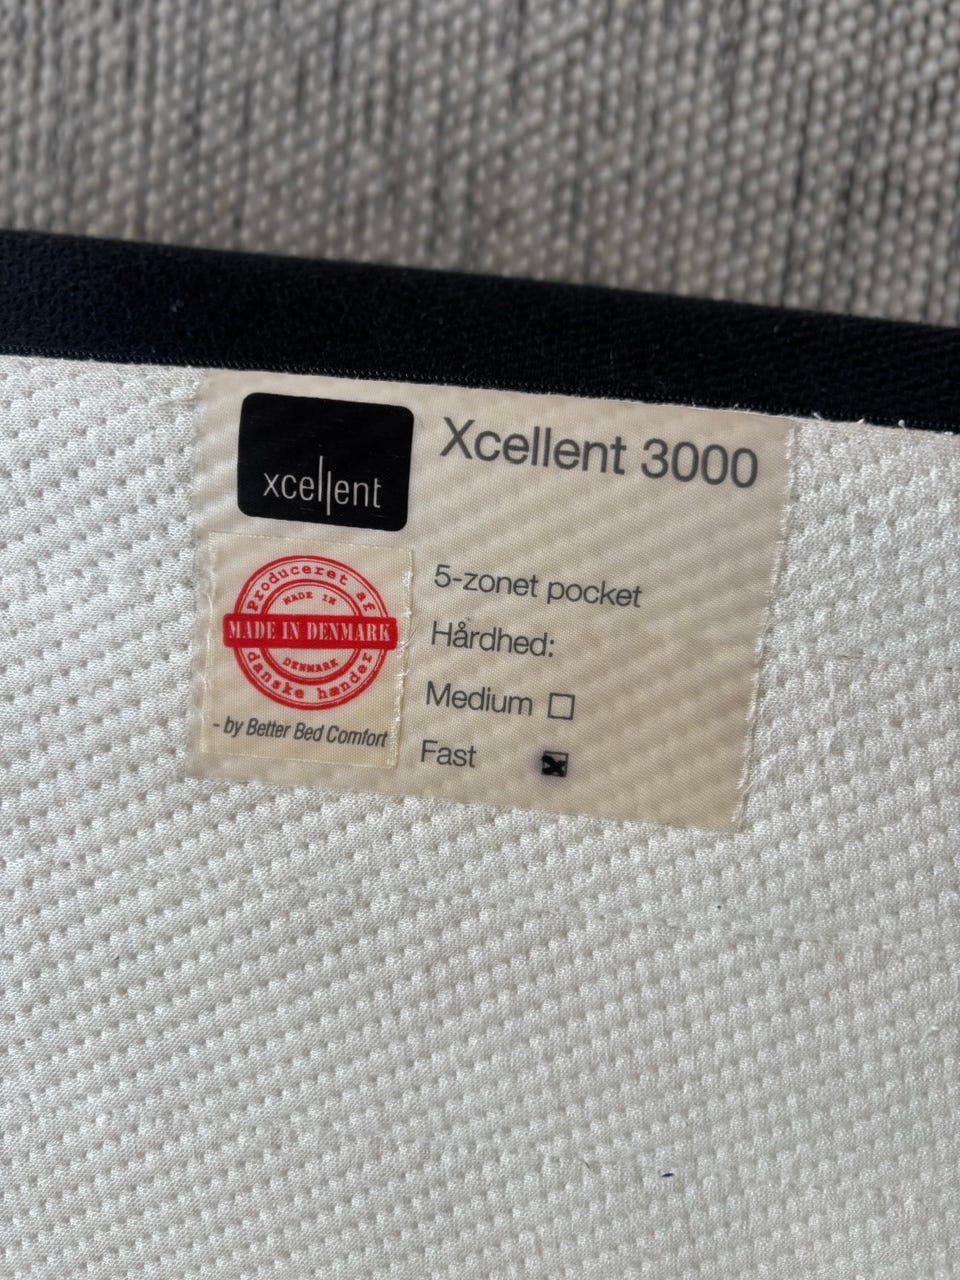 xcellent
Xcellent 3000
Produceret af
MADE IN
MADE IN DENMARK
DENMARK
danske hænder
- by Better Bed Comfort
5-zonet pocket
Hårdhed:
Medium ☐
Fast ☒